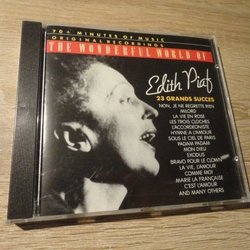 70+ MINUTES OF MUSIC
ORIGINAL RECORDINGS
THE WONDERFUL WORLD OF
Edith Piaf
23 GRANDS SUCCES
NON, JE NE REGRETTE RIEN
MILORD
LA VIE EN ROSE
LES TROIS CLOCHES
L'ACCORDEONISTE
HYMNE A L'AMOUR
SOUS LE CIEL DE PARIS
PADAM PADAM
MON DIEU
EXODUS
BRAVO POUR LE CLOWN
LA VIE, L'AMOUR
COMME MOI
MARIE LA FRANÇAISE
C'EST L'AMOUR
AND MANY OTHERS